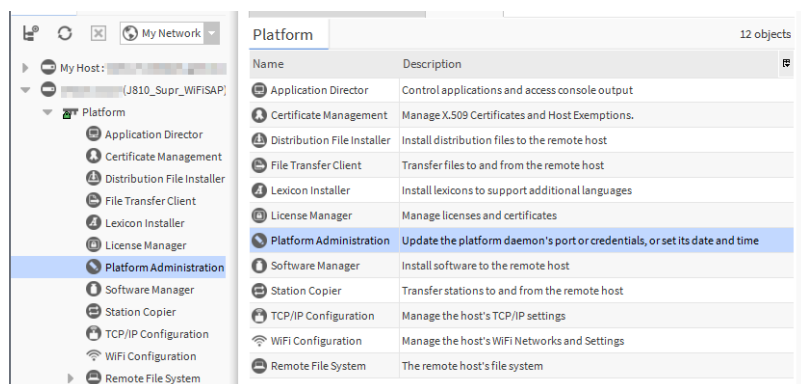 My Network
My Host:
(J810_Supr_WiFiSAP)
Platform
Application Director
Certificate Management
Distribution File Installer
File Transfer Client
Lexicon Installer
License Manager
Platform Administration
Software Manager
Station Copier
TCP/IP Configuration
WiFi Configuration
Remote File System
Platform 12 objects
Name Description
Application Director Control applications and access console output
Certificate Management Manage X.509 Certificates and Host Exemptions.
Distribution File Installer Install distribution files to the remote host
File Transfer Client Transfer files to and from the remote host
Lexicon Installer Install lexicons to support additional languages
License Manager Manage licenses and certificates
Platform Administration Update the platform daemon's port or credentials, or set its date and time
Software Manager Install software to the remote host
Station Copier Transfer stations to and from the remote host
TCP/IP Configuration Manage the host's TCP/IP settings
WiFi Configuration Manage the host's WiFi Networks and Settings
Remote File System The remote host's file system